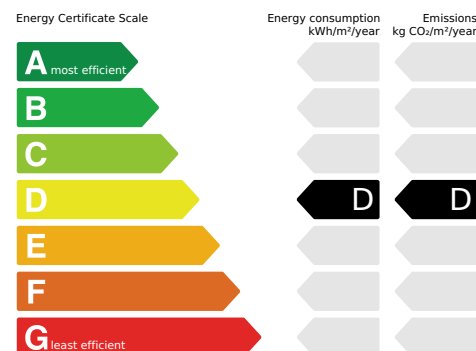 Energy Certificate Scale
Energy consumption
kWh/m²/year
Emissions
kg CO₂/m²/year
A most efficient
B
C
D D D
E
F
G least efficient